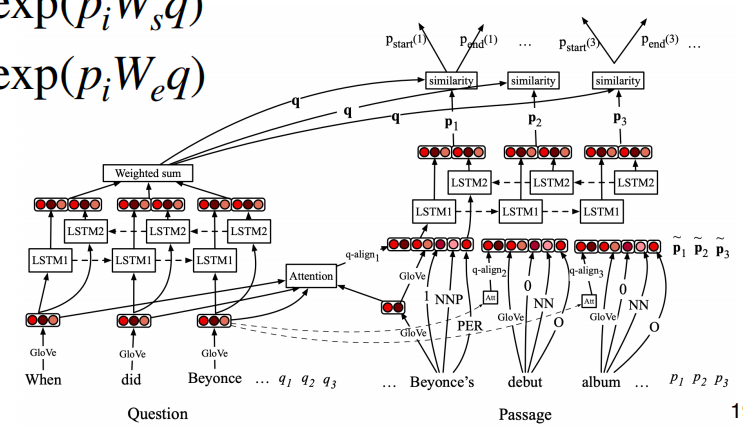 exp(p_i W_s q)
exp(p_i W_e q)
p_start(1) p_end(1) … p_start(3) p_end(3) …
similarity similarity similarity
q q q
p_1 p_2 p_3
Weighted sum
LSTM2 LSTM2 LSTM2
LSTM1 LSTM1 LSTM1
LSTM2 LSTM2 LSTM2
LSTM1 LSTM1 LSTM1
q-align_1 p̃_1 p̃_2 p̃_3
Attention GloVe q-align_2 q-align_3
Att Att
1 NNP PER
GloVe 0 NN O
GloVe 0 NN O
GloVe
GloVe GloVe GloVe
When did Beyonce … q_1 q_2 q_3
… Beyonce's debut album … p_1 p_2 p_3
Question Passage